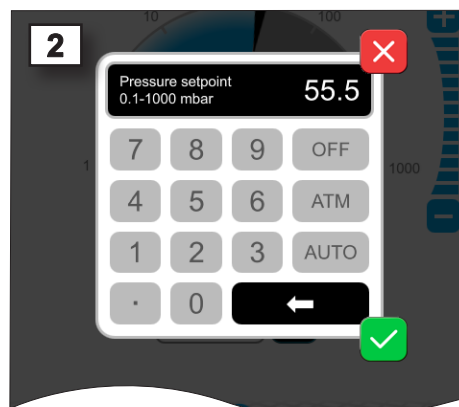 2
10 100
Pressure setpoint 55.5
0.1-1000 mbar
7 8 9 OFF
1 1000
4 5 6 ATM
1 2 3 AUTO
. 0